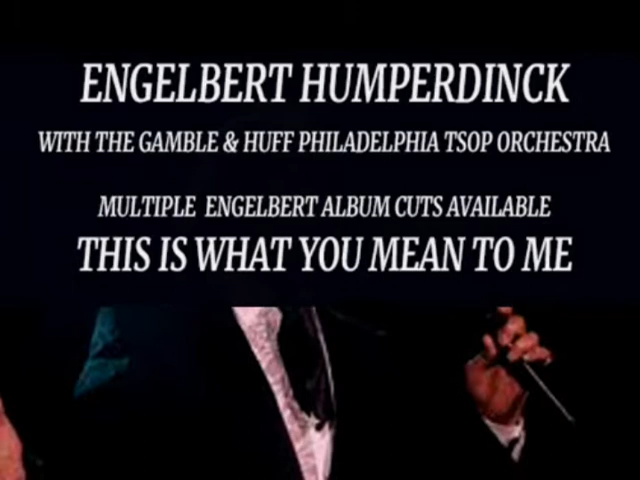 ENGELBERT HUMPERDINCK
WITH THE GAMBLE & HUFF PHILADELPHIA TSOP ORCHESTRA
MULTIPLE ENGELBERT ALBUM CUTS AVAILABLE
THIS IS WHAT YOU MEAN TO ME